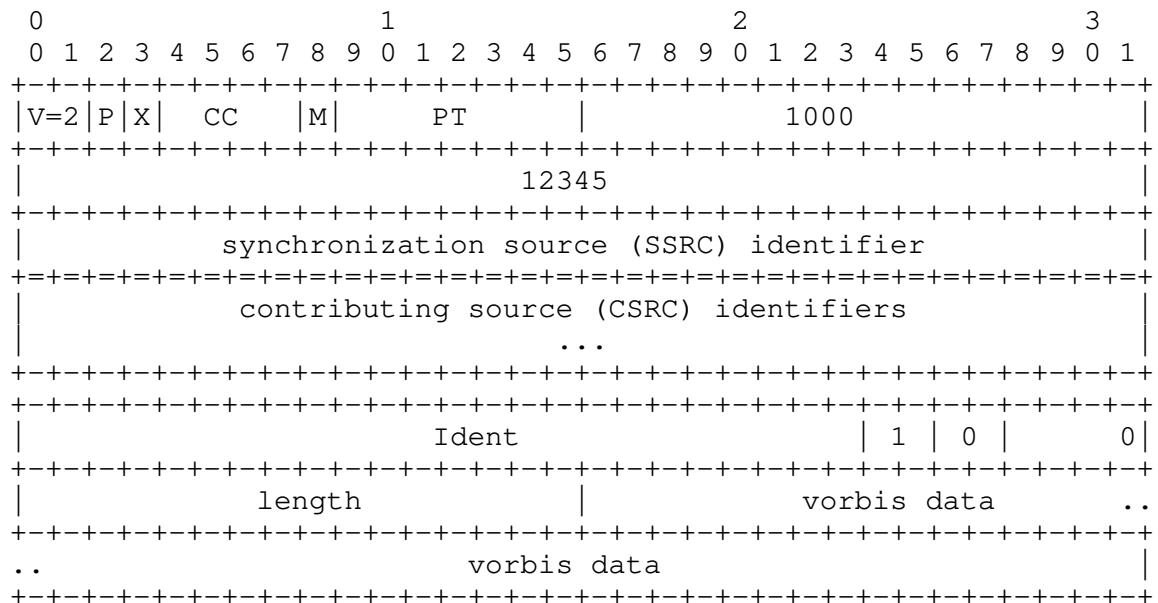 0                   1                   2                   3
 0 1 2 3 4 5 6 7 8 9 0 1 2 3 4 5 6 7 8 9 0 1 2 3 4 5 6 7 8 9 0 1
+-+-+-+-+-+-+-+-+-+-+-+-+-+-+-+-+-+-+-+-+-+-+-+-+-+-+-+-+-+-+-+-+
|V=2|P|X|  CC   |M|     PT      |           1000                |
+-+-+-+-+-+-+-+-+-+-+-+-+-+-+-+-+-+-+-+-+-+-+-+-+-+-+-+-+-+-+-+-+
|                            12345                              |
+-+-+-+-+-+-+-+-+-+-+-+-+-+-+-+-+-+-+-+-+-+-+-+-+-+-+-+-+-+-+-+-+
|           synchronization source (SSRC) identifier            |
+=+=+=+=+=+=+=+=+=+=+=+=+=+=+=+=+=+=+=+=+=+=+=+=+=+=+=+=+=+=+=+=+
|            contributing source (CSRC) identifiers             |
|                              ...                              |
+-+-+-+-+-+-+-+-+-+-+-+-+-+-+-+-+-+-+-+-+-+-+-+-+-+-+-+-+-+-+-+-+
+-+-+-+-+-+-+-+-+-+-+-+-+-+-+-+-+-+-+-+-+-+-+-+-+-+-+-+-+-+-+-+-+
|                       Ident                   | 1 | 0 |      0|
+-+-+-+-+-+-+-+-+-+-+-+-+-+-+-+-+-+-+-+-+-+-+-+-+-+-+-+-+-+-+-+-+
|             length            |            vorbis data       ..
+-+-+-+-+-+-+-+-+-+-+-+-+-+-+-+-+-+-+-+-+-+-+-+-+-+-+-+-+-+-+-+-+
..                        vorbis data                           |
+-+-+-+-+-+-+-+-+-+-+-+-+-+-+-+-+-+-+-+-+-+-+-+-+-+-+-+-+-+-+-+-+